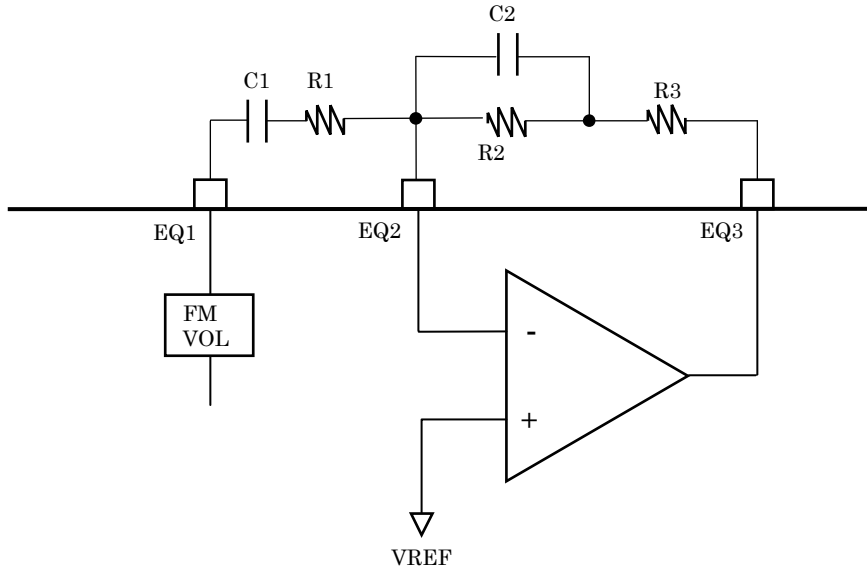 C2
C1
R1
R3
R2
EQ1
EQ2
EQ3
FM
VOL
-
+
VREF